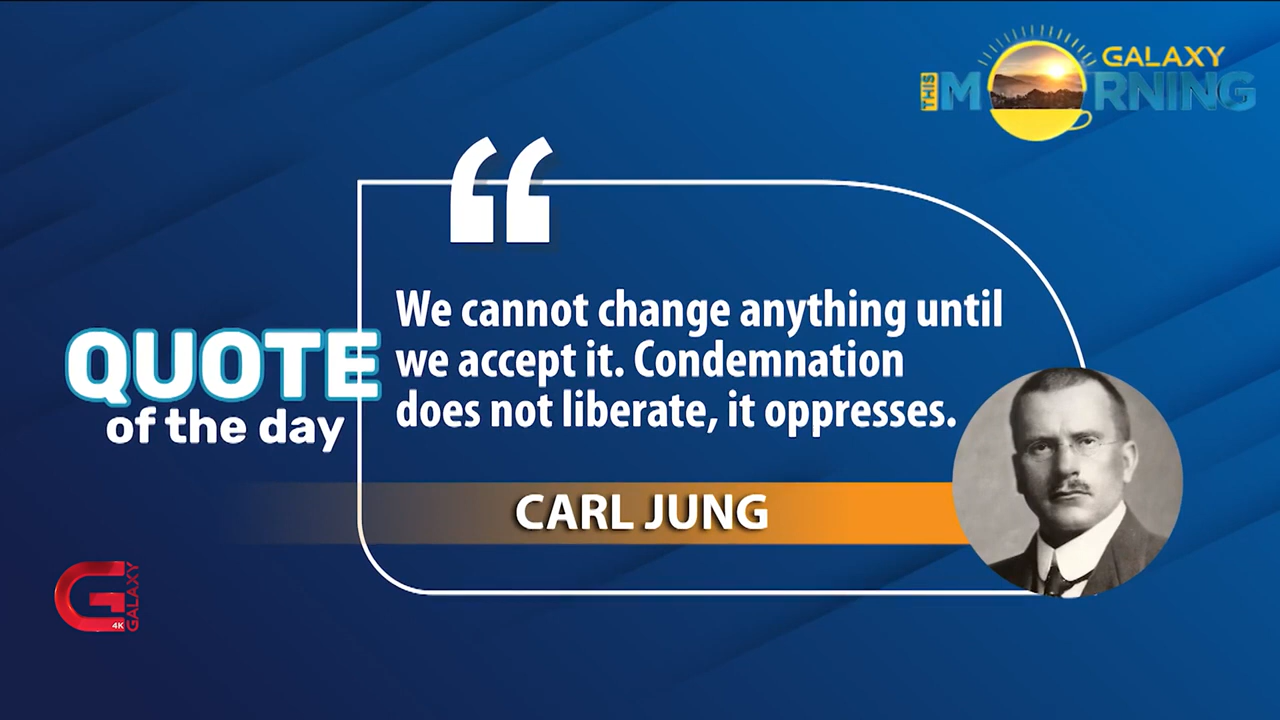 GALAXY
THIS MORNING
“
We cannot change anything until
we accept it. Condemnation
does not liberate, it oppresses.
QUOTE
of the day
CARL JUNG
G GALAXY
4K